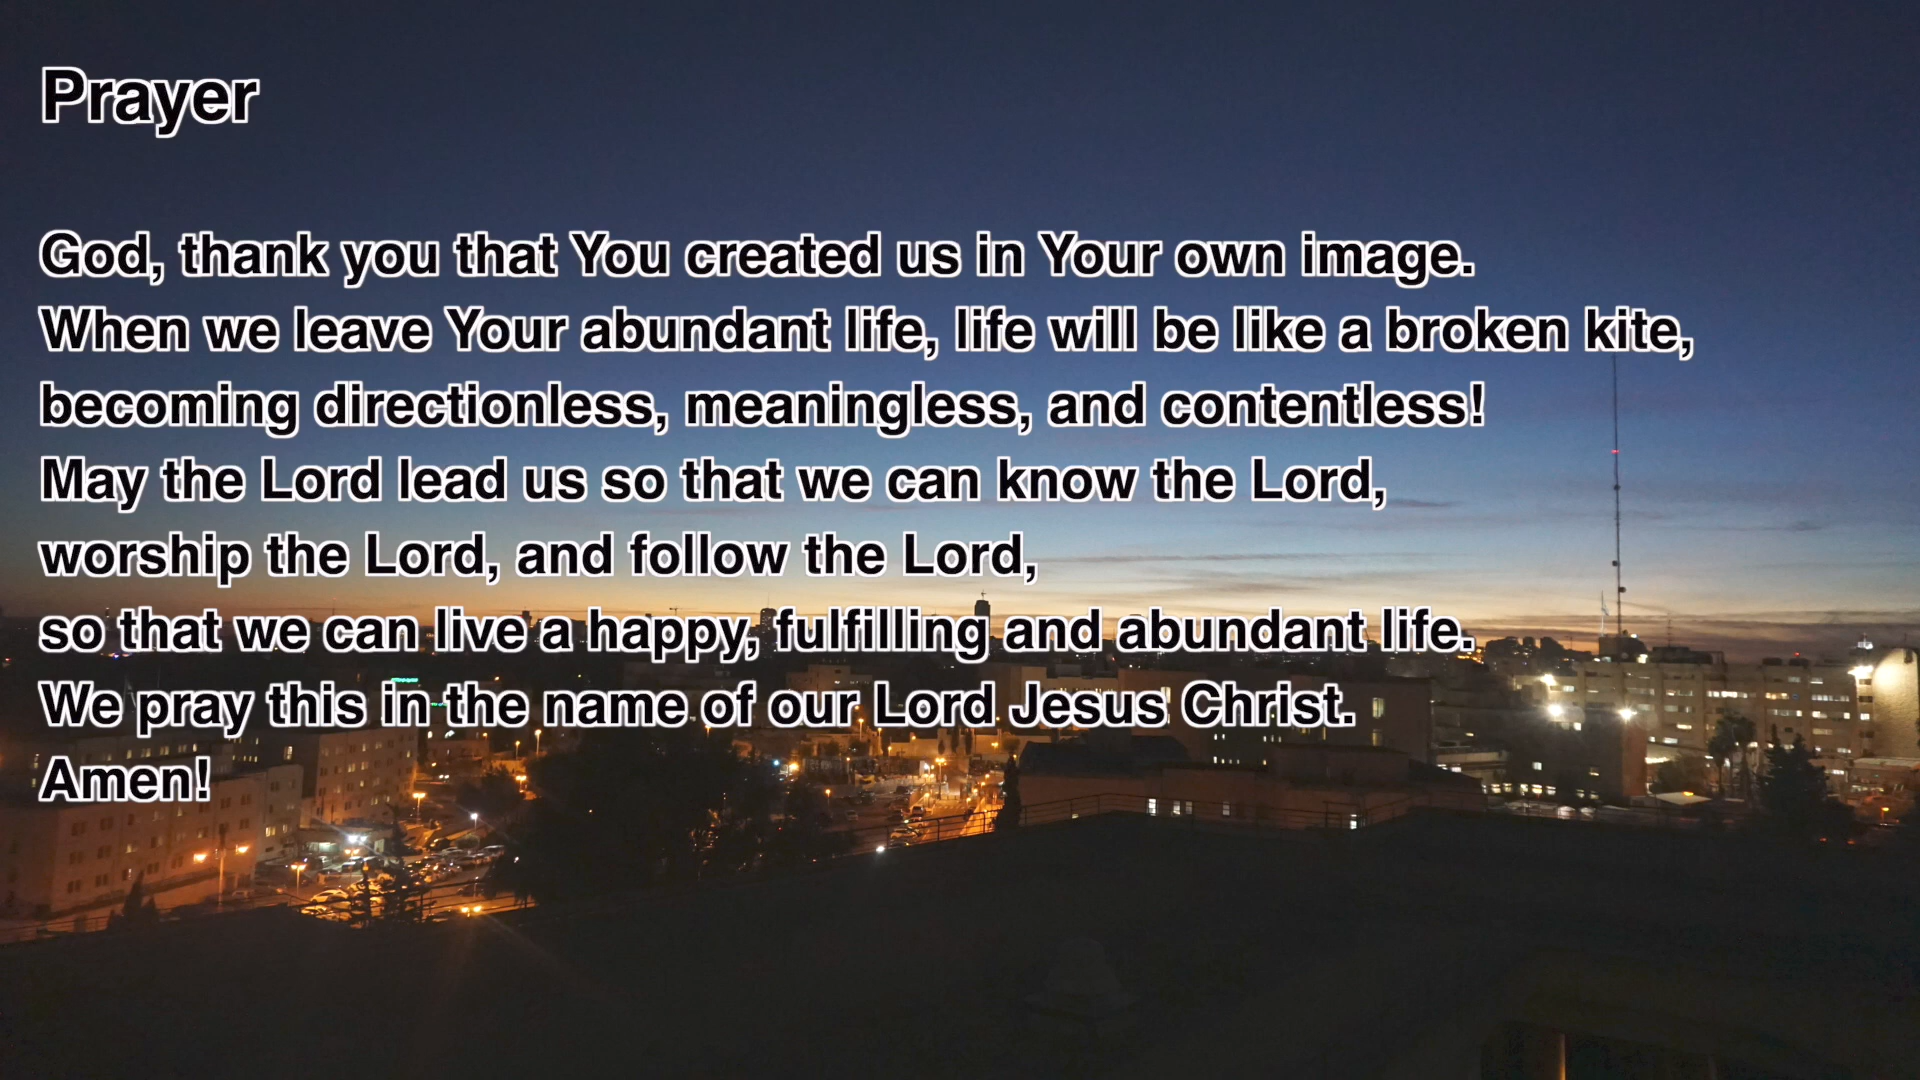 Prayer
God, thank you that You created us in Your own image.
When we leave Your abundant life, life will be like a broken kite,
becoming directionless, meaningless, and contentless!
May the Lord lead us so that we can know the Lord,
worship the Lord, and follow the Lord,
so that we can live a happy, fulfilling and abundant life.
We pray this in the name of our Lord Jesus Christ.
Amen!